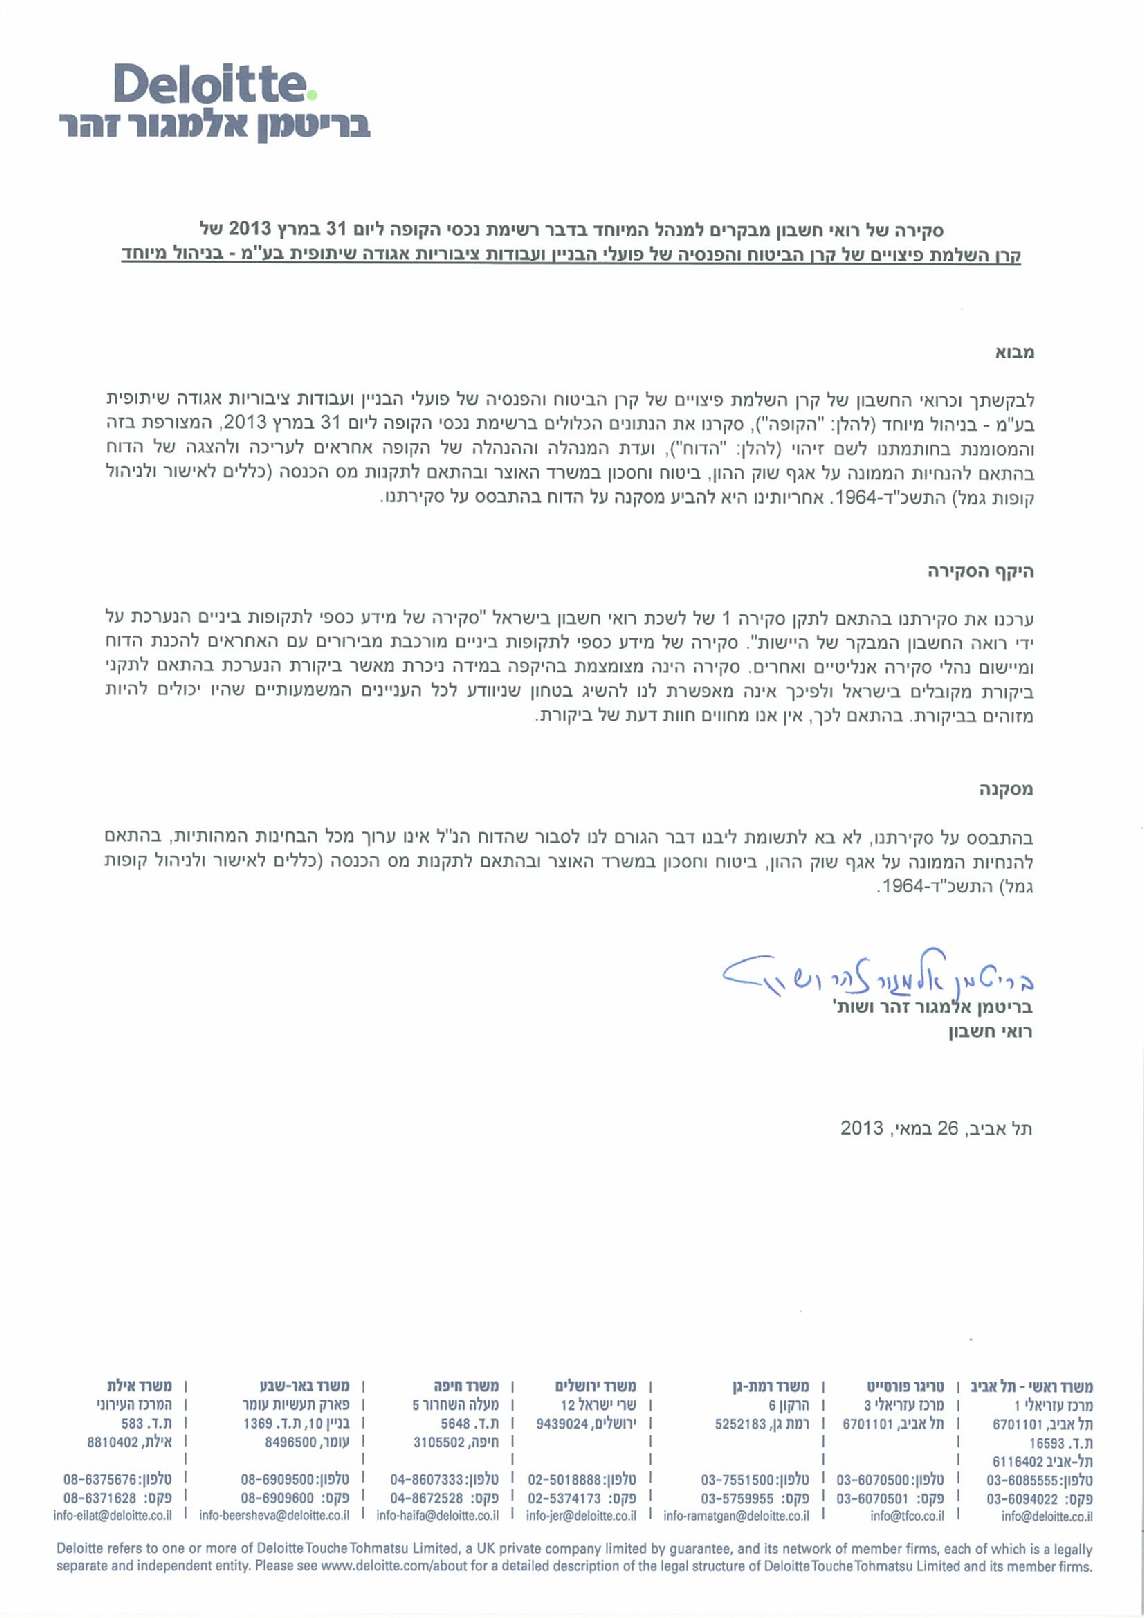 Deloitte.
בריטמן אלמגור זהר
סקירה של רואי חשבון מבקרים למנהל המיוחד בדבר רשימת נכסי הקופה ליום 31 במרץ 2013 של
קרן השלמת פיצויים של קרן הביטוח והפנסיה של פועלי הבניין ועבודות ציבוריות אגודה שיתופית בע"מ - בניהול מיוחד
מבוא
לבקשתך וכרואי החשבון של קרן השלמת פיצויים של קרן הביטוח והפנסיה של פועלי הבניין ועבודות ציבוריות אגודה שיתופית
בע"מ - בניהול מיוחד (להלן: "הקופה"), סקרנו את הנתונים הכלולים ברשימת נכסי הקופה ליום 31 במרץ 2013, המצורפת בזה
והמסומנת בחותמתנו לשם זיהוי (להלן: "הדוח"), ועדת המנהלה וההנהלה של הקופה אחראים לעריכה ולהצגה של הדוח
בהתאם להנחיות הממונה על אגף שוק ההון, ביטוח וחסכון במשרד האוצר ובהתאם לתקנות מס הכנסה (כללים לאישור ולניהול
קופות גמל) התשכ"ד-1964. אחריותינו היא להביע מסקנה על הדוח בהתבסס על סקירתנו.
היקף הסקירה
ערכנו את סקירתנו בהתאם לתקן סקירה 1 של לשכת רואי חשבון בישראל "סקירה של מידע כספי לתקופות ביניים הנערכת על
ידי רואה החשבון המבקר של היישות". סקירה של מידע כספי לתקופות ביניים מורכבת מבירורים עם האחראים להכנת הדוח
ומיישום נהלי סקירה אנליטיים ואחרים. סקירה הינה מצומצמת בהיקפה במידה ניכרת מאשר ביקורת הנערכת בהתאם לתקני
ביקורת מקובלים בישראל ולפיכך אינה מאפשרת לנו להשיג בטחון שניוודע לכל העניינים המשמעותיים שהיו יכולים להיות
מזוהים בביקורת. בהתאם לכך, אין אנו מחווים חוות דעת של ביקורת.
מסקנה
בהתבסס על סקירתנו, לא בא לתשומת ליבנו דבר הגורם לנו לסבור שהדוח הנ"ל אינו ערוך מכל הבחינות המהותיות, בהתאם
להנחיות הממונה על אגף שוק ההון, ביטוח וחסכון במשרד האוצר ובהתאם לתקנות מס הכנסה (כללים לאישור ולניהול קופות
גמל) התשכ"ד-1964.
בריטמן אלמגור זהר ושות'
בריטמן אלמגור זהר ושות'
רואי חשבון
תל אביב, 26 במאי, 2013
משרד ראשי - תל אביב | טריגר פורסייט | משרד רמת-גן | משרד ירושלים | משרד חיפה | משרד באר-שבע | משרד אילת
מרכז עזריאלי 1 | מרכז עזריאלי 3 | הרקון 6 | שרי ישראל 12 | מעלה השחרור 5 | פארק תעשיות עומר | המרכז העירוני
תל אביב, 6701101 | תל אביב, 6701101 | רמת גן, 5252183 | ירושלים, 9439024 | ת.ד. 5648 | בניין 10, ת.ד. 1369 | ת.ד. 583
ת.ד. 16593 | חיפה, 3105502 | עומר, 8496500 | אילת, 8810402
תל-אביב 6116402
טלפון: 03-6085555 | טלפון: 03-6070500 | טלפון: 03-7551500 | טלפון: 02-5018888 | טלפון: 04-8607333 | טלפון: 08-6909500 | טלפון: 08-6375676
פקס: 03-6094022 | פקס: 03-6070501 | פקס: 03-5759955 | פקס: 02-5374173 | פקס: 04-8672528 | פקס: 08-6909600 | פקס: 08-6371628
info@deloitte.co.il | info@tfco.co.il | info-ramatgan@deloitte.co.il | info-jer@deloitte.co.il | info-haifa@deloitte.co.il | info-beersheva@deloitte.co.il | info-eilat@deloitte.co.il
Deloitte refers to one or more of Deloitte Touche Tohmatsu Limited, a UK private company limited by guarantee, and its network of member firms, each of which is a legally
separate and independent entity. Please see www.deloitte.com/about for a detailed description of the legal structure of Deloitte Touche Tohmatsu Limited and its member firms.